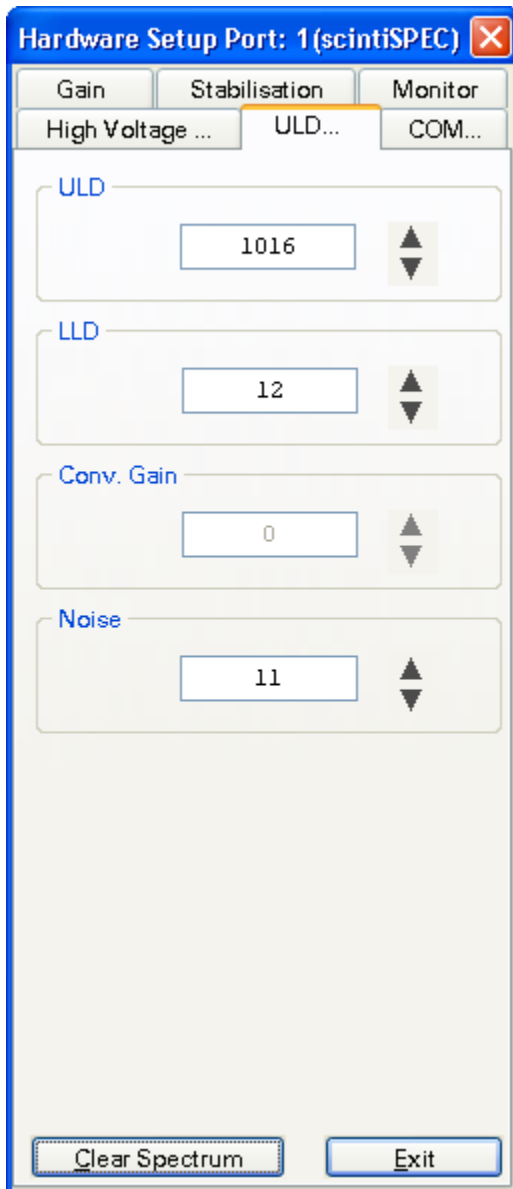 Hardware Setup Port: 1(scintiSPEC)
Gain Stabilisation Monitor
High Voltage ... ULD... COM...
ULD
1016
LLD
12
Conv. Gain
0
Noise
11
Clear Spectrum Exit